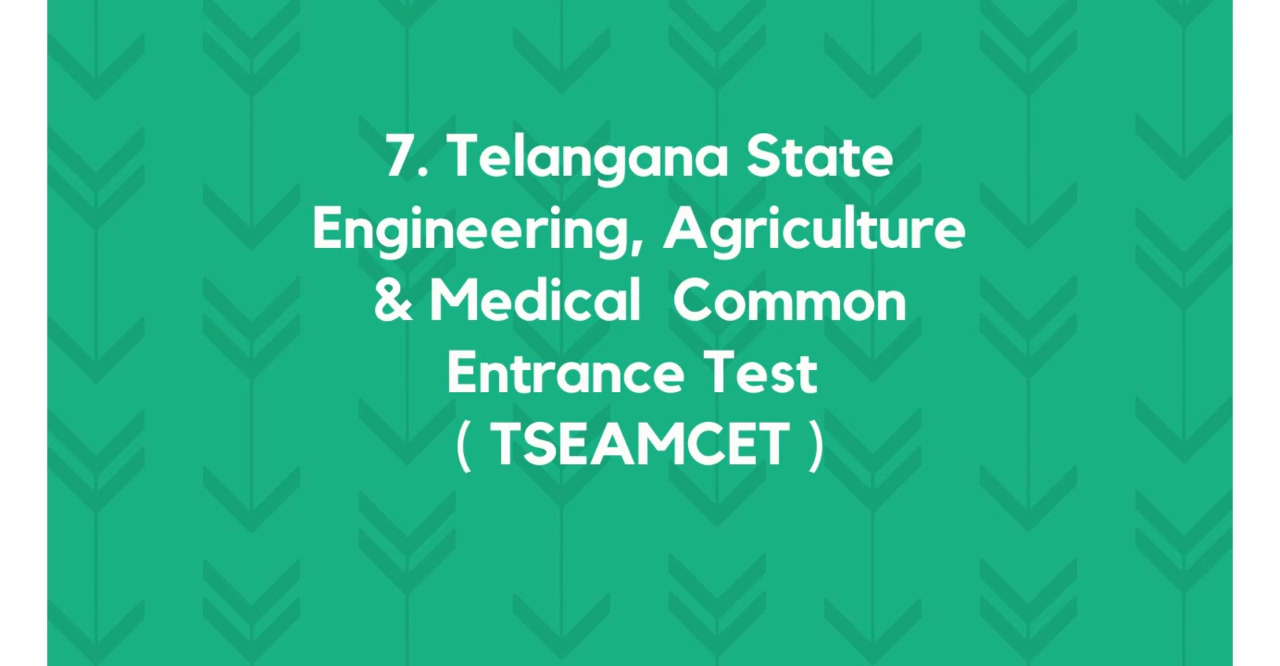 7. Telangana State
Engineering, Agriculture
& Medical  Common
Entrance Test
( TSEAMCET )